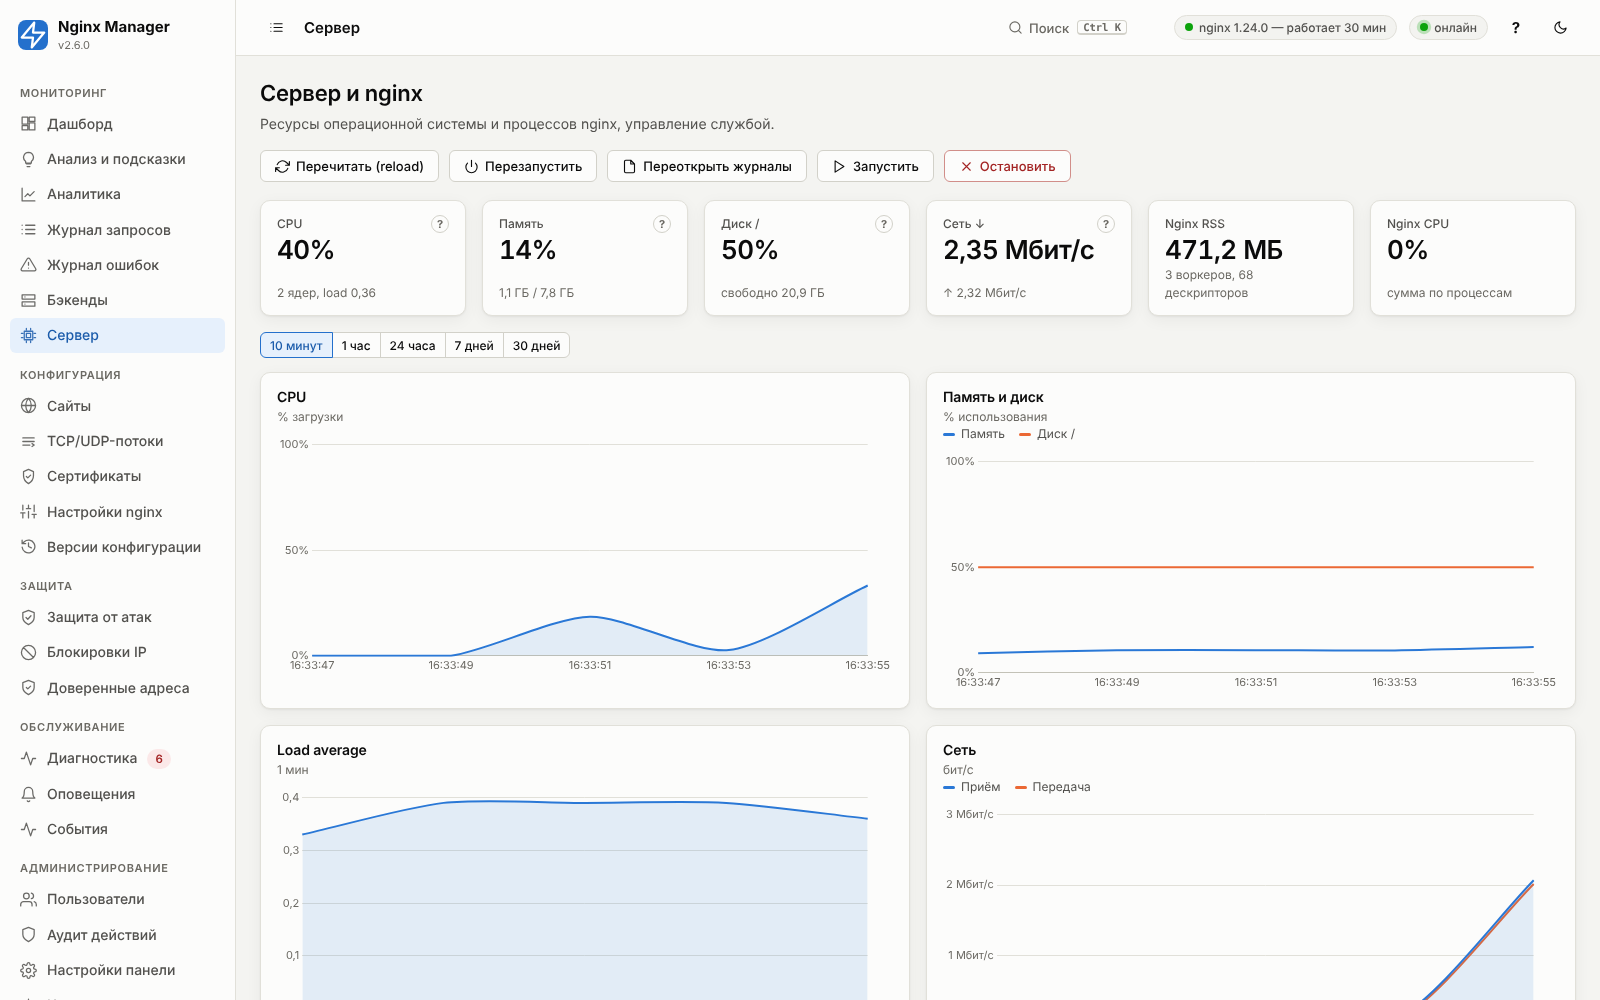 Nginx Manager
v2.6.0
Сервер
Поиск Ctrl K
nginx 1.24.0 — работает 30 мин
онлайн
?
МОНИТОРИНГ
Дашборд
Анализ и подсказки
Аналитика
Журнал запросов
Журнал ошибок
Бэкенды
Сервер
КОНФИГУРАЦИЯ
Сайты
TCP/UDP-потоки
Сертификаты
Настройки nginx
Версии конфигурации
ЗАЩИТА
Защита от атак
Блокировки IP
Доверенные адреса
ОБСЛУЖИВАНИЕ
Диагностика 6
Оповещения
События
АДМИНИСТРИРОВАНИЕ
Пользователи
Аудит действий
Настройки панели
Сервер и nginx
Ресурсы операционной системы и процессов nginx, управление службой.
Перечитать (reload)
Перезапустить
Переоткрыть журналы
Запустить
Остановить
CPU ?
40%
2 ядер, load 0,36
Память ?
14%
1,1 ГБ / 7,8 ГБ
Диск / ?
50%
свободно 20,9 ГБ
Сеть ↓ ?
2,35 Мбит/с
↑ 2,32 Мбит/с
Nginx RSS
471,2 МБ
3 воркеров, 68
дескрипторов
Nginx CPU
0%
сумма по процессам
10 минут
1 час
24 часа
7 дней
30 дней
CPU
% загрузки
100%
50%
0%
16:33:47 16:33:49 16:33:51 16:33:53 16:33:55
Память и диск
% использования
Память Диск /
100%
50%
0%
16:33:47 16:33:49 16:33:51 16:33:53 16:33:55
Load average
1 мин
0,4
0,3
0,2
0,1
Сеть
бит/с
Приём Передача
3 Мбит/с
2 Мбит/с
1 Мбит/с